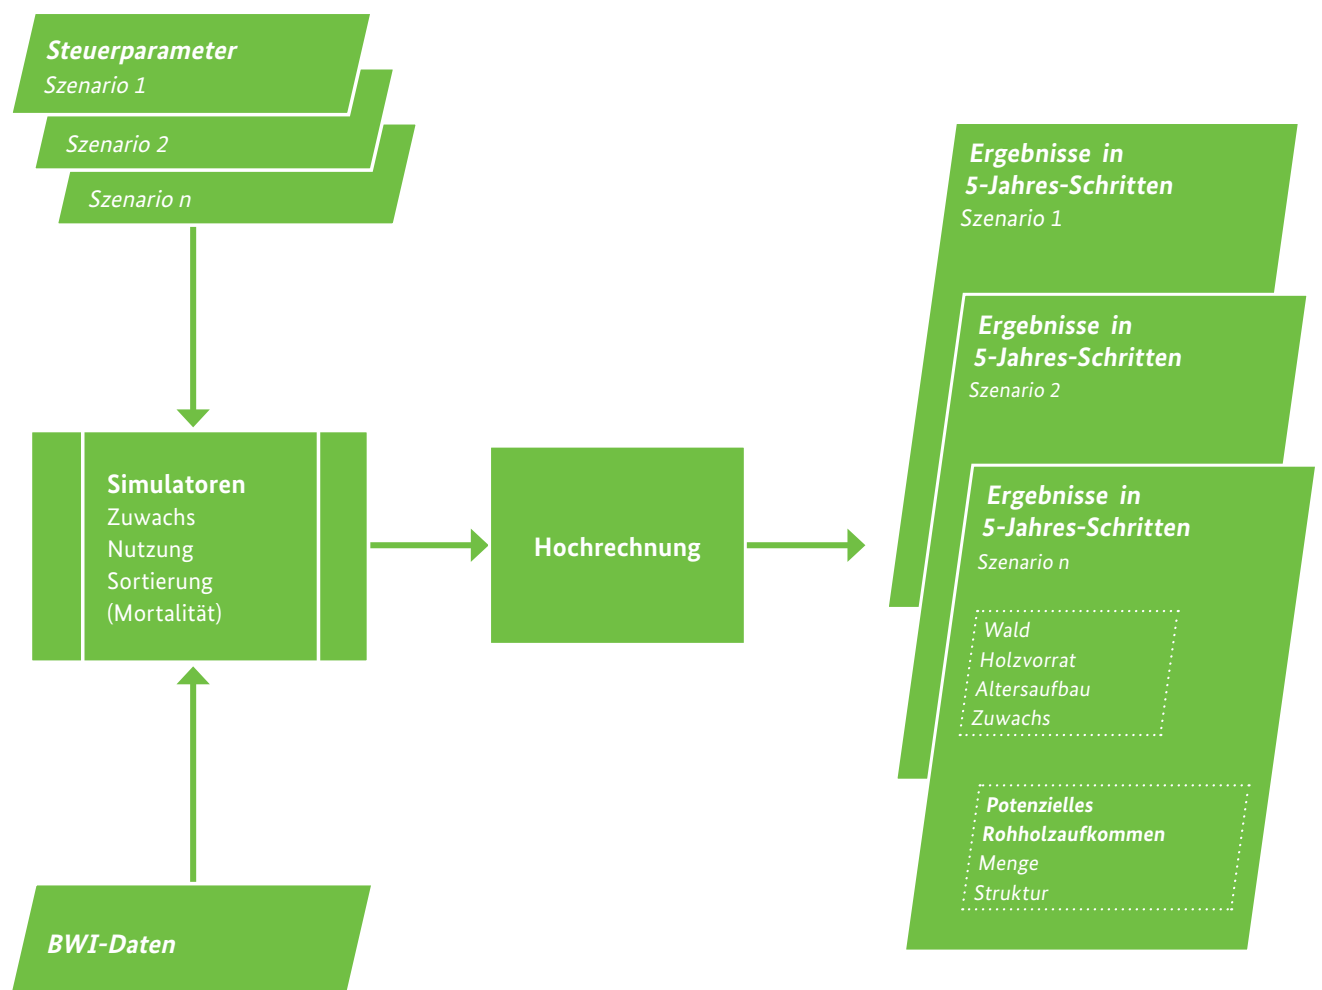 Steuerparameter
Szenario 1
Szenario 2
Szenario n
Simulatoren
Zuwachs
Nutzung
Sortierung
(Mortalität)
BWI-Daten
Hochrechnung
Ergebnisse in
5-Jahres-Schritten
Szenario 1
Ergebnisse in
5-Jahres-Schritten
Szenario 2
Ergebnisse in
5-Jahres-Schritten
Szenario n
Wald
Holzvorrat
Altersaufbau
Zuwachs
Potenzielles
Rohholzaufkommen
Menge
Struktur